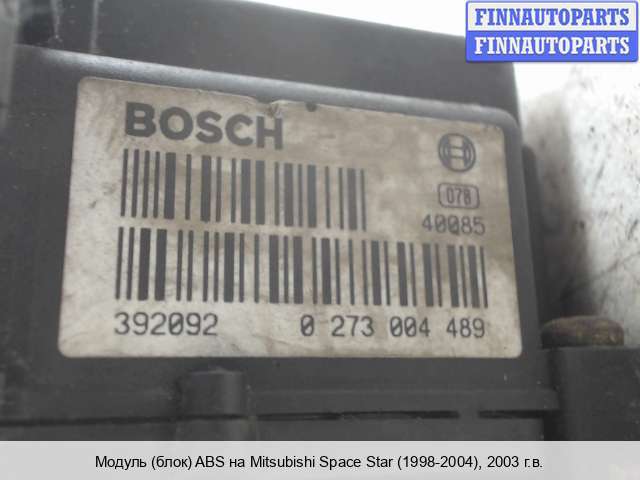 FINNAUTOPARTS
FINNAUTOPARTS
BOSCH
078
40085
392092 0 273 004 489
Модуль (блок) ABS на Mitsubishi Space Star (1998-2004), 2003 г.в.